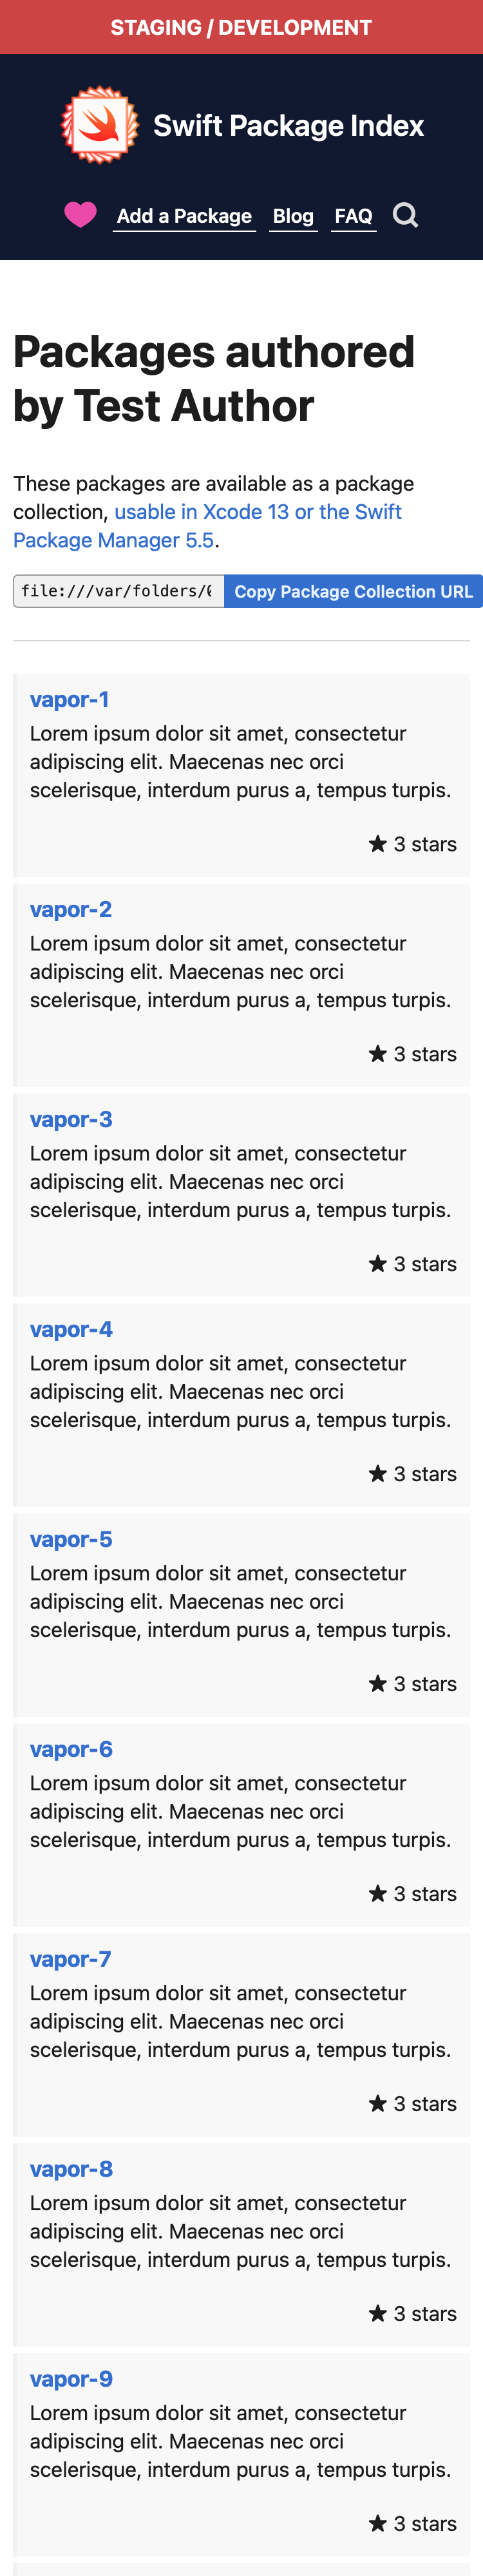 STAGING / DEVELOPMENT
Swift Package Index
Add a Package Blog FAQ
Packages authored
by Test Author
These packages are available as a package
collection, usable in Xcode 13 or the Swift
Package Manager 5.5.
file:///var/folders/ Copy Package Collection URL
vapor-1
Lorem ipsum dolor sit amet, consectetur
adipiscing elit. Maecenas nec orci
scelerisque, interdum purus a, tempus turpis.
★ 3 stars
vapor-2
Lorem ipsum dolor sit amet, consectetur
adipiscing elit. Maecenas nec orci
scelerisque, interdum purus a, tempus turpis.
★ 3 stars
vapor-3
Lorem ipsum dolor sit amet, consectetur
adipiscing elit. Maecenas nec orci
scelerisque, interdum purus a, tempus turpis.
★ 3 stars
vapor-4
Lorem ipsum dolor sit amet, consectetur
adipiscing elit. Maecenas nec orci
scelerisque, interdum purus a, tempus turpis.
★ 3 stars
vapor-5
Lorem ipsum dolor sit amet, consectetur
adipiscing elit. Maecenas nec orci
scelerisque, interdum purus a, tempus turpis.
★ 3 stars
vapor-6
Lorem ipsum dolor sit amet, consectetur
adipiscing elit. Maecenas nec orci
scelerisque, interdum purus a, tempus turpis.
★ 3 stars
vapor-7
Lorem ipsum dolor sit amet, consectetur
adipiscing elit. Maecenas nec orci
scelerisque, interdum purus a, tempus turpis.
★ 3 stars
vapor-8
Lorem ipsum dolor sit amet, consectetur
adipiscing elit. Maecenas nec orci
scelerisque, interdum purus a, tempus turpis.
★ 3 stars
vapor-9
Lorem ipsum dolor sit amet, consectetur
adipiscing elit. Maecenas nec orci
scelerisque, interdum purus a, tempus turpis.
★ 3 stars